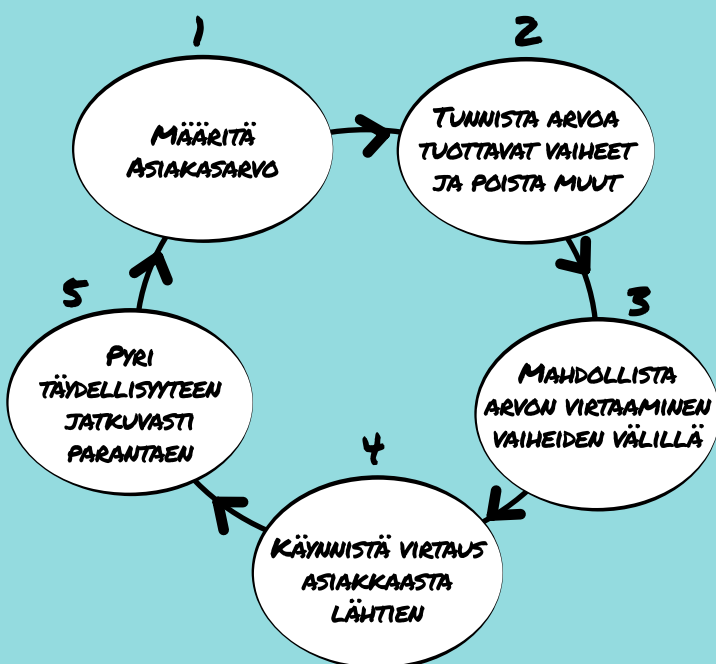 1
MÄÄRITÄ
ASIAKASARVO
2
TUNNISTA ARVOA
TUOTTAVAT VAIHEET
JA POISTA MUUT
3
MAHDOLLISTA
ARVON VIRTAAMINEN
VAIHEIDEN VÄLILLÄ
4
KÄYNNISTÄ VIRTAUS
ASIAKKAASTA
LÄHTIEN
5
PYRI
TÄYDELLISYYTEEN
JATKUVASTI
PARANTAEN